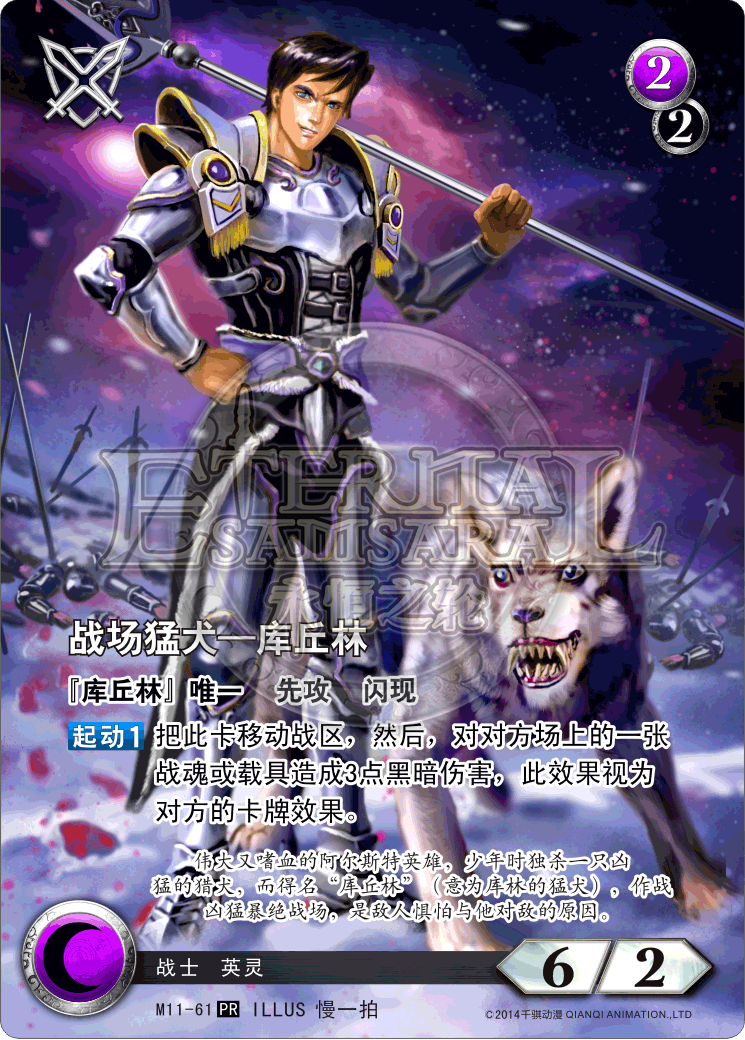 2
2
ETERNAL
SAMSARA
永恒之轮
战场猛犬—库丘林
『库丘林』唯一 先攻 闪现
起动1 把此卡移动战区，然后，对对方场上的一张
战魂或载具造成3点黑暗伤害，此效果视为
对方的卡牌效果。
伟大又嗜血的阿尔斯特英雄，少年时独杀一只凶
猛的猎犬，而得名“库丘林”（意为库林的猛犬），作战
凶猛暴绝战场，是敌人惧怕与他对敌的原因。
战士 英灵
6/2
M11-61 PR ILLUS 慢一拍
©2014千骐动漫 QIANQI ANIMATION.,LTD